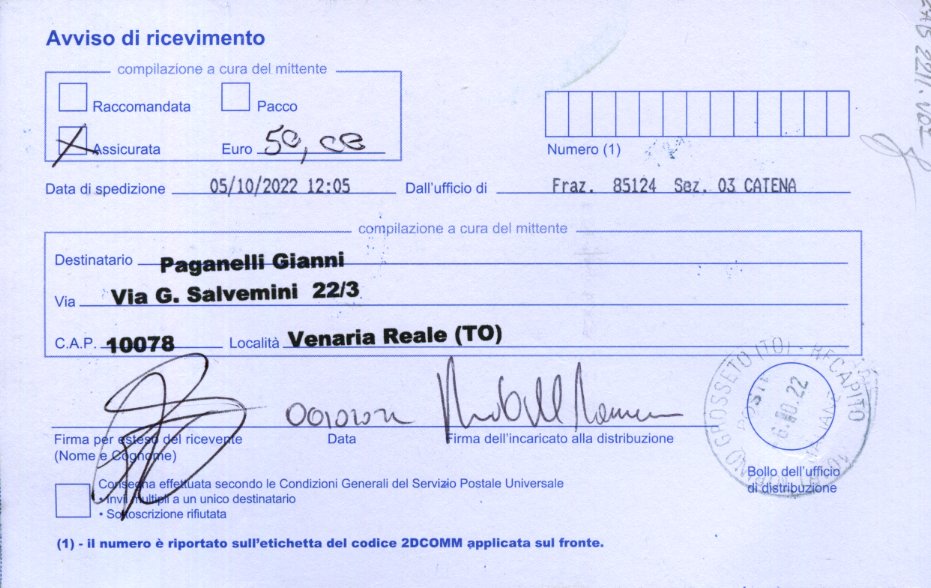 Avviso di ricevimento
compilazione a cura del mittente
Raccomandata Pacco
Assicurata Euro 50,00
Numero (1)
Data di spedizione 05/10/2022 12:05 Dall'ufficio di Fraz. 85124 Sez. 03 CATENA
compilazione a cura del mittente
Destinatario Paganelli Gianni
Via Via G. Salvemini 22/3
C.A.P. 10078 Località Venaria Reale (TO)
GROSSETO (TO) - RECAPITO
POSTE
22
Firma per esteso del ricevente Data Firma dell'incaricato alla distribuzione
(Nome e Cognome)
Bollo dell'ufficio
di distribuzione
Consegna effettuata secondo le Condizioni Generali del Servizio Postale Universale
• Invii multipli a un unico destinatario
• Sottoscrizione rifiutata
(1) - il numero è riportato sull'etichetta del codice 2DCOMM applicata sul fronte.